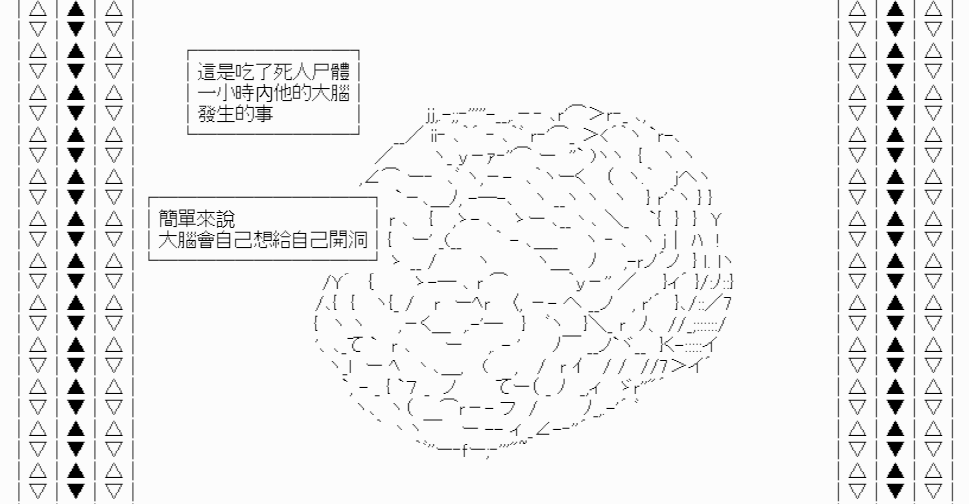 這是吃了死人尸體
一小時內他的大腦
發生的事
簡單來說
大腦會自己想給自己開洞